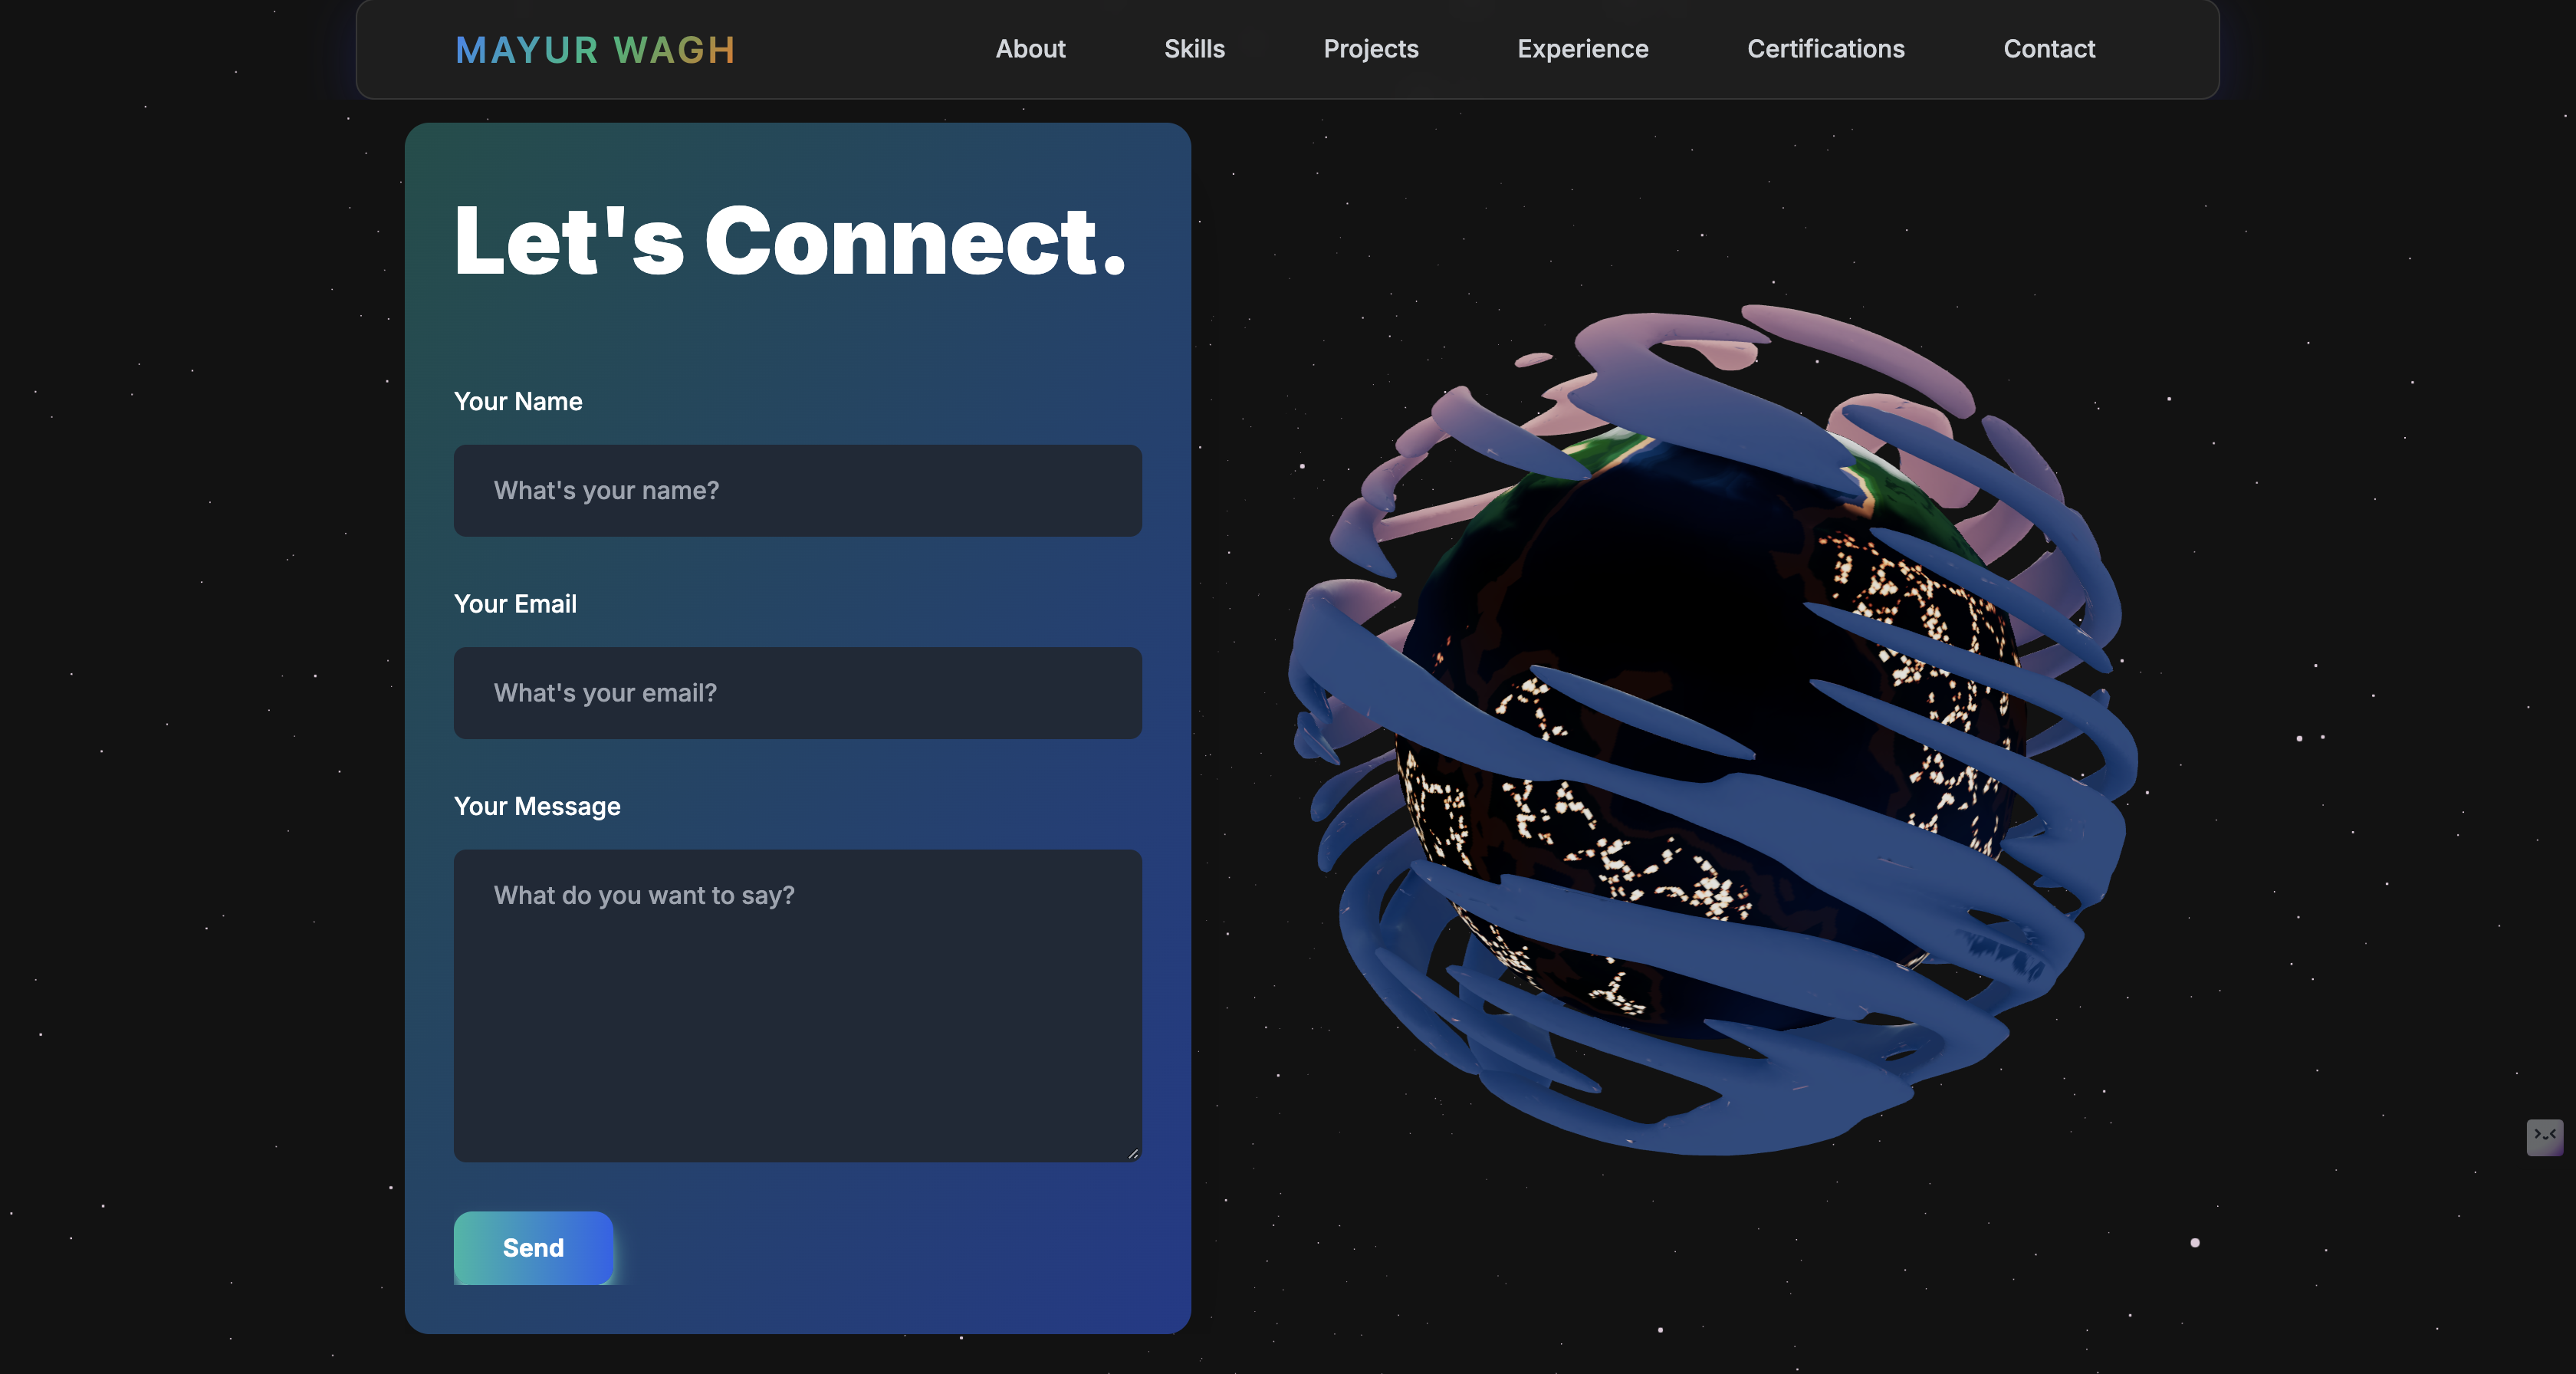 MAYUR WAGH
About
Skills
Projects
Experience
Certifications
Contact
Let's Connect.
Your Name
What's your name?
Your Email
What's your email?
Your Message
What do you want to say?
Send